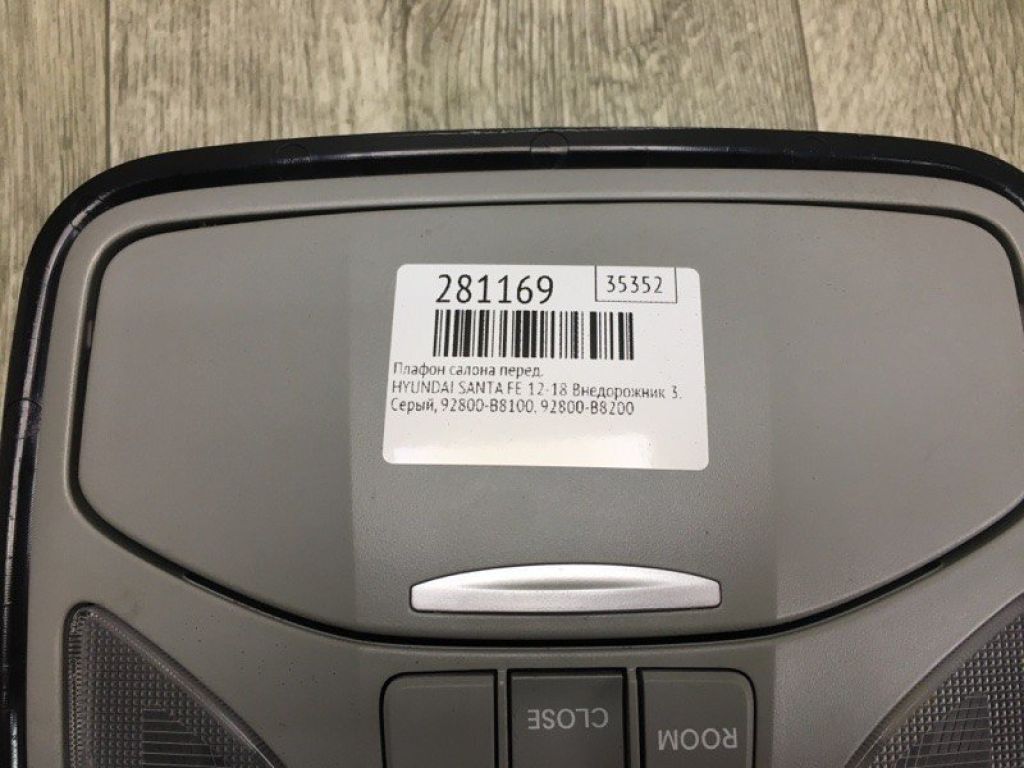 281169
35352
Плафон салона перед.
HYUNDAI SANTA FE 12-18 Внедорожник 3.
Серый, 92800-B8100. 92800-B8200
CLOSE
ROOM